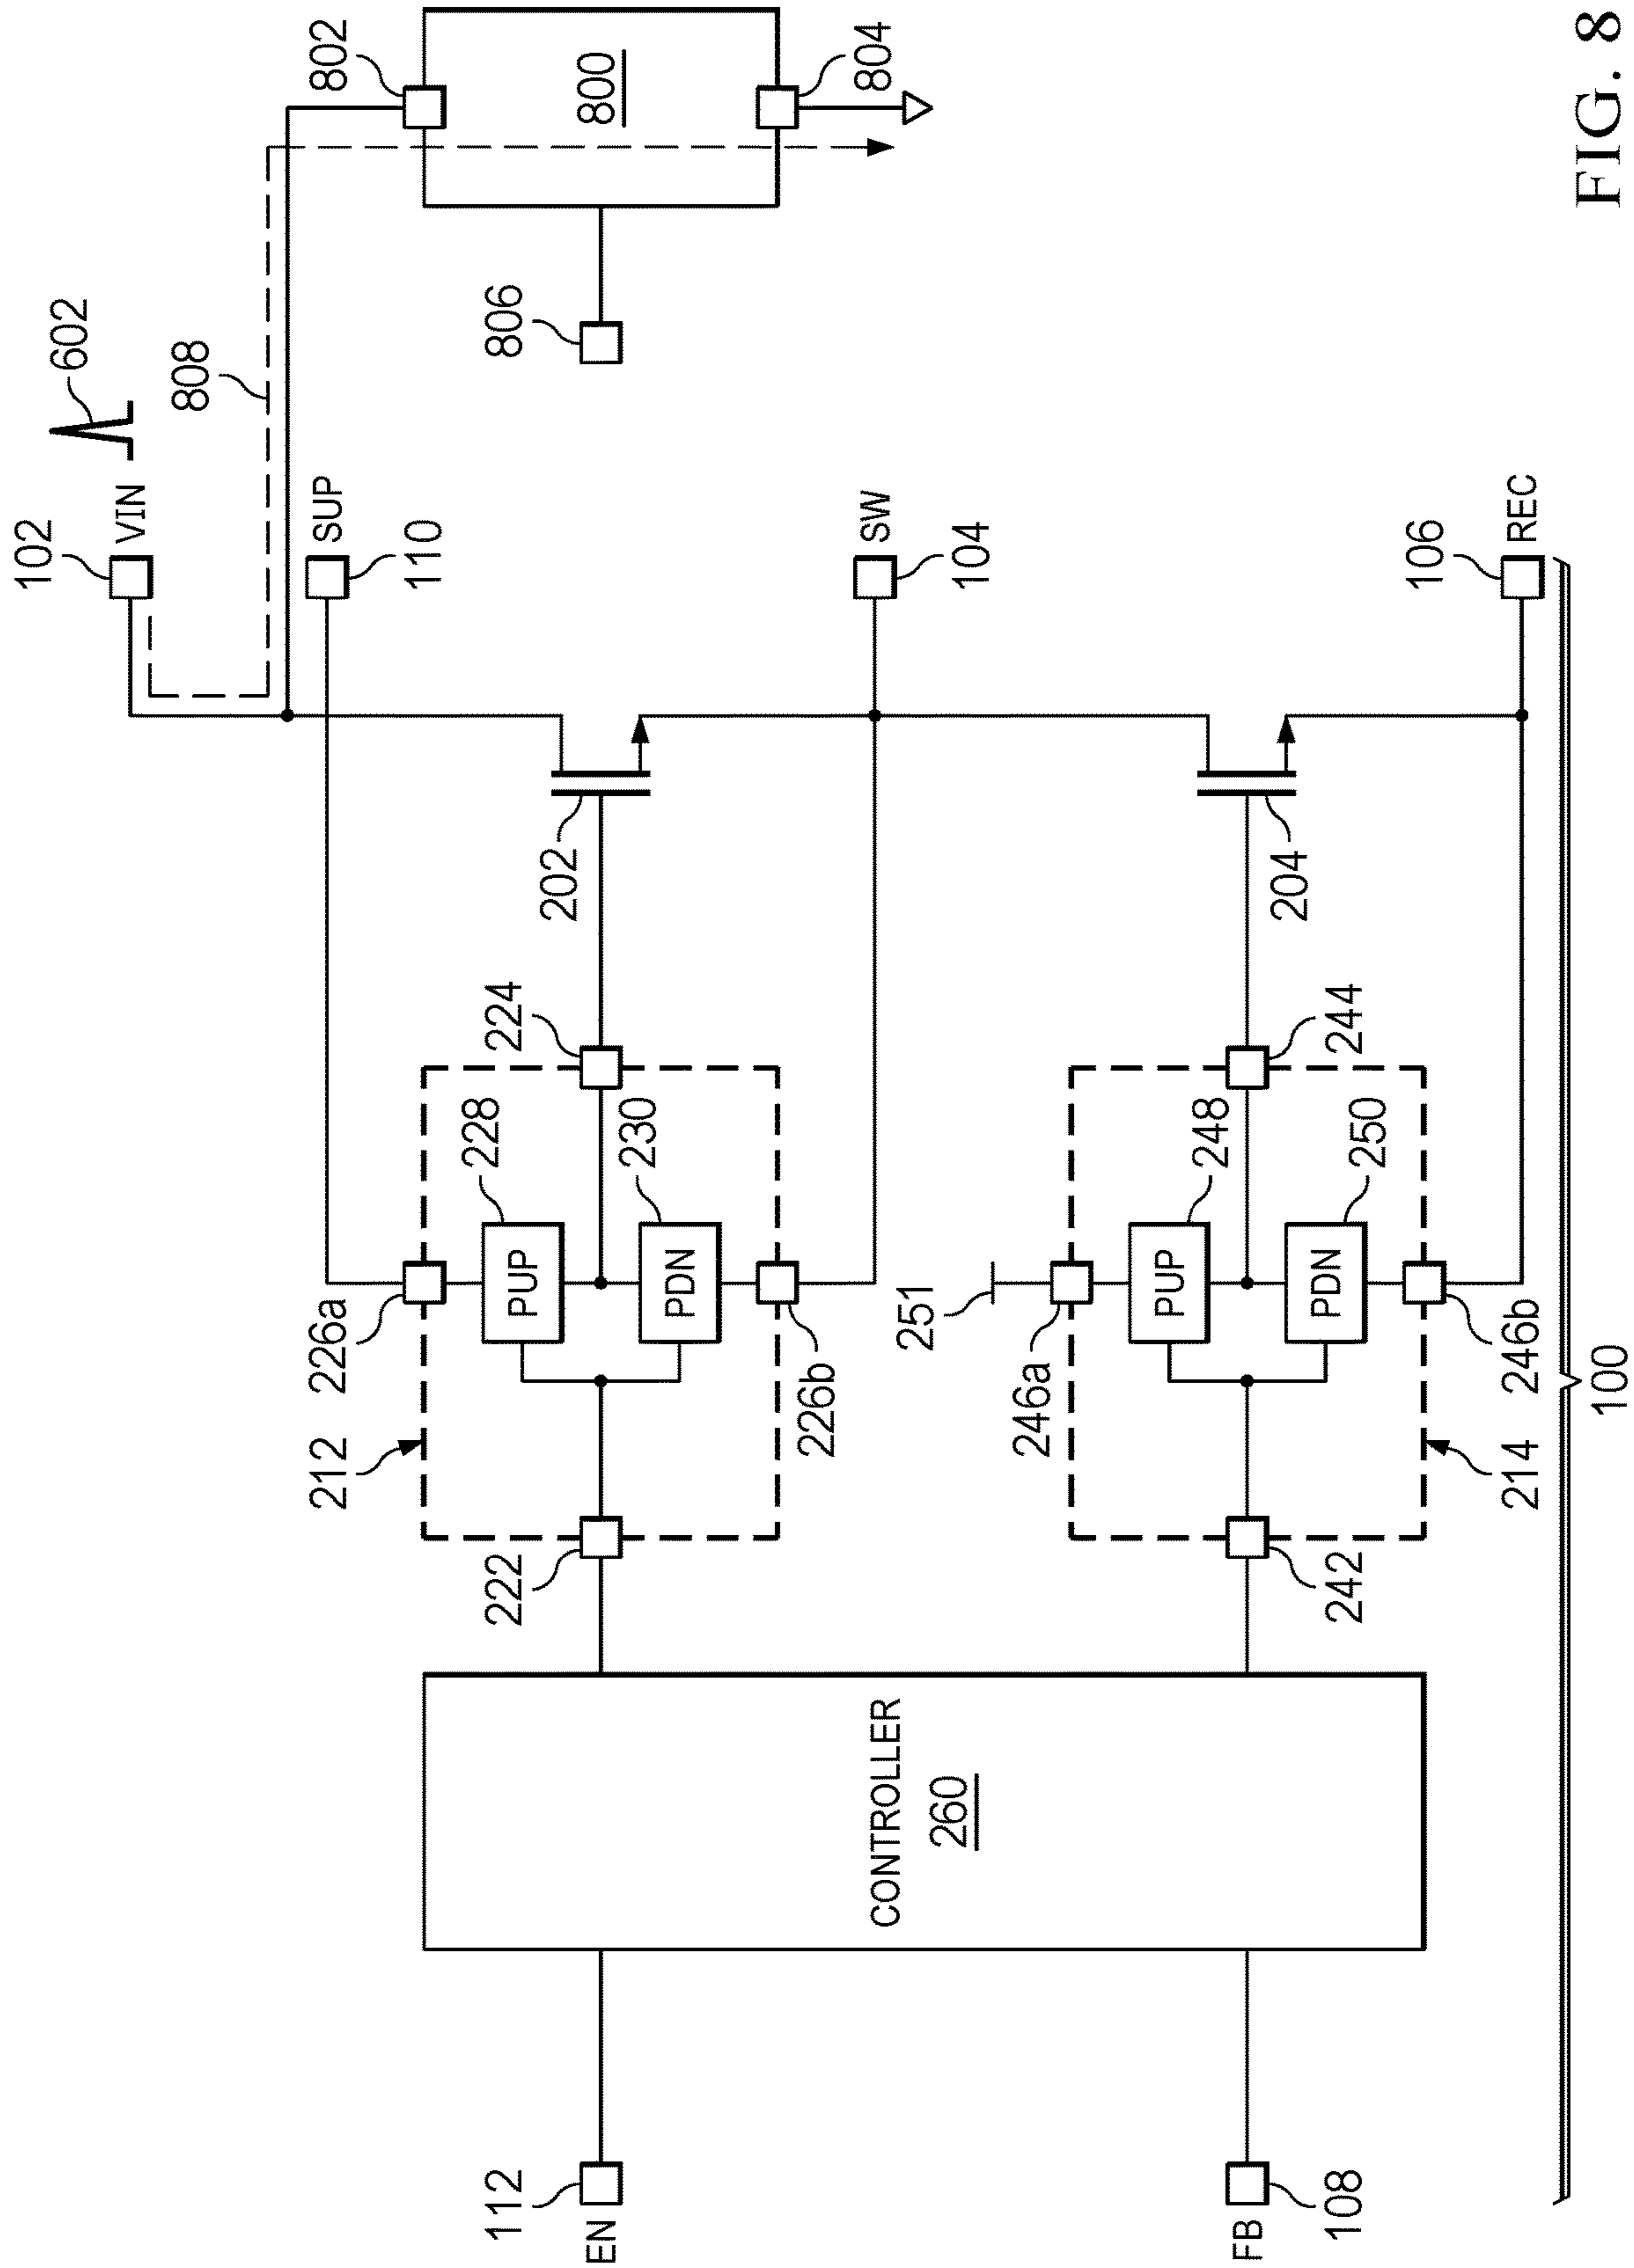 102
VIN
602
808
802
800
804
806
SUP
110
SW
104
106
REC
202
204
224
228
PUP
230
PDN
226a
226b
212
222
244
248
PUP
250
PDN
251
246a
246b
214
242
100
CONTROLLER
260
112
EN
FB
108
FIG. 8